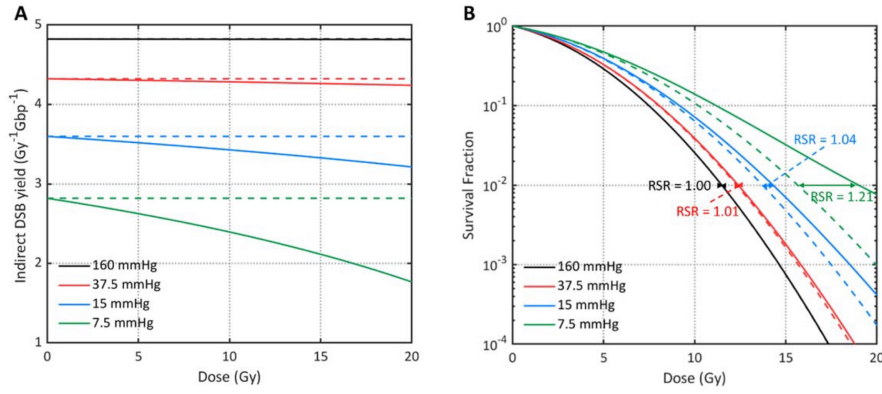 A
Indirect DSB yield (Gy⁻¹Gbp⁻¹)
5
4
3
2
1
160 mmHg
37.5 mmHg
15 mmHg
7.5 mmHg
0 5 10 15 20
Dose (Gy)
B
Survival Fraction
10⁰
10⁻¹
10⁻²
10⁻³
10⁻⁴
RSR = 1.04
RSR = 1.00
RSR = 1.21
RSR = 1.01
160 mmHg
37.5 mmHg
15 mmHg
7.5 mmHg
0 5 10 15 20
Dose (Gy)